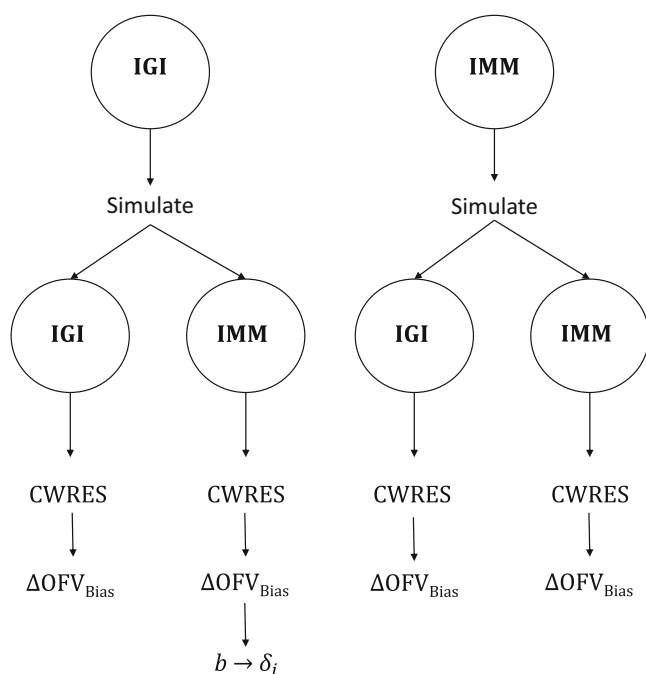 IGI IMM
Simulate Simulate
IGI IMM IGI IMM
CWRES CWRES CWRES CWRES
ΔOFV_Bias ΔOFV_Bias ΔOFV_Bias ΔOFV_Bias
b → δ_i